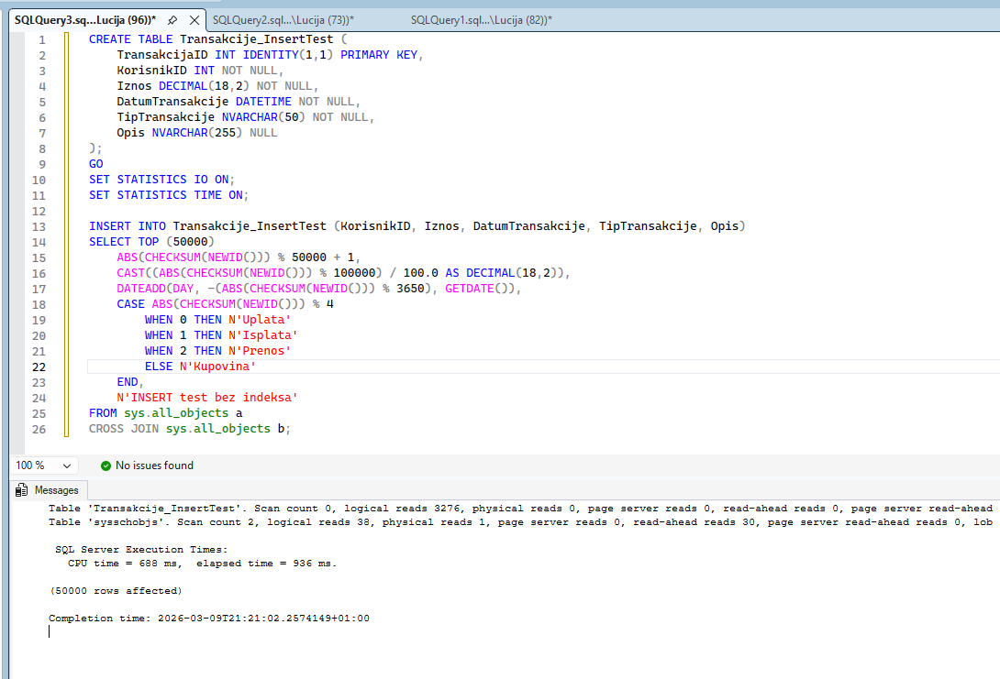 SQLQuery3.sq...Lucija (96))* SQLQuery2.sql...\Lucija (73))* SQLQuery1.sql...\Lucija (82))*
1 CREATE TABLE Transakcije_InsertTest (
2 TransakcijaID INT IDENTITY(1,1) PRIMARY KEY,
3 KorisnikID INT NOT NULL,
4 Iznos DECIMAL(18,2) NOT NULL,
5 DatumTransakcije DATETIME NOT NULL,
6 TipTransakcije NVARCHAR(50) NOT NULL,
7 Opis NVARCHAR(255) NULL
8 );
9 GO
10 SET STATISTICS IO ON;
11 SET STATISTICS TIME ON;
12
13 INSERT INTO Transakcije_InsertTest (KorisnikID, Iznos, DatumTransakcije, TipTransakcije, Opis)
14 SELECT TOP (50000)
15 ABS(CHECKSUM(NEWID())) % 50000 + 1,
16 CAST((ABS(CHECKSUM(NEWID())) % 100000) / 100.0 AS DECIMAL(18,2)),
17 DATEADD(DAY, -(ABS(CHECKSUM(NEWID())) % 3650), GETDATE()),
18 CASE ABS(CHECKSUM(NEWID())) % 4
19 WHEN 0 THEN N'Uplata'
20 WHEN 1 THEN N'Isplata'
21 WHEN 2 THEN N'Prenos'
22 ELSE N'Kupovina'
23 END,
24 N'INSERT test bez indeksa'
25 FROM sys.all_objects a
26 CROSS JOIN sys.all_objects b;
100 % No issues found
Messages
Table 'Transakcije_InsertTest'. Scan count 0, logical reads 3276, physical reads 0, page server reads 0, read-ahead reads 0, page server read-ahead
Table 'sysschobjs'. Scan count 2, logical reads 38, physical reads 1, page server reads 0, read-ahead reads 30, page server read-ahead reads 0, lob
SQL Server Execution Times:
CPU time = 688 ms, elapsed time = 936 ms.
(50000 rows affected)
Completion time: 2026-03-09T21:21:02.2574149+01:00